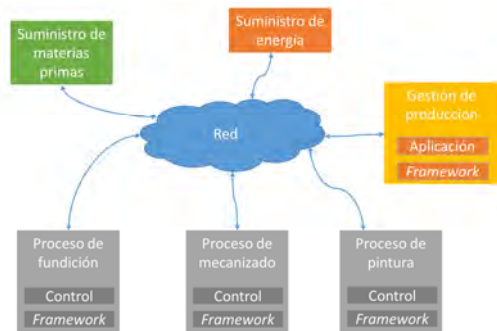 Suministro de
materias
primas
Suministro de
energía
Gestión de
producción
Aplicación
Framework
Red
Proceso de
fundición
Control
Framework
Proceso de
mecanizado
Control
Framework
Proceso de
pintura
Control
Framework